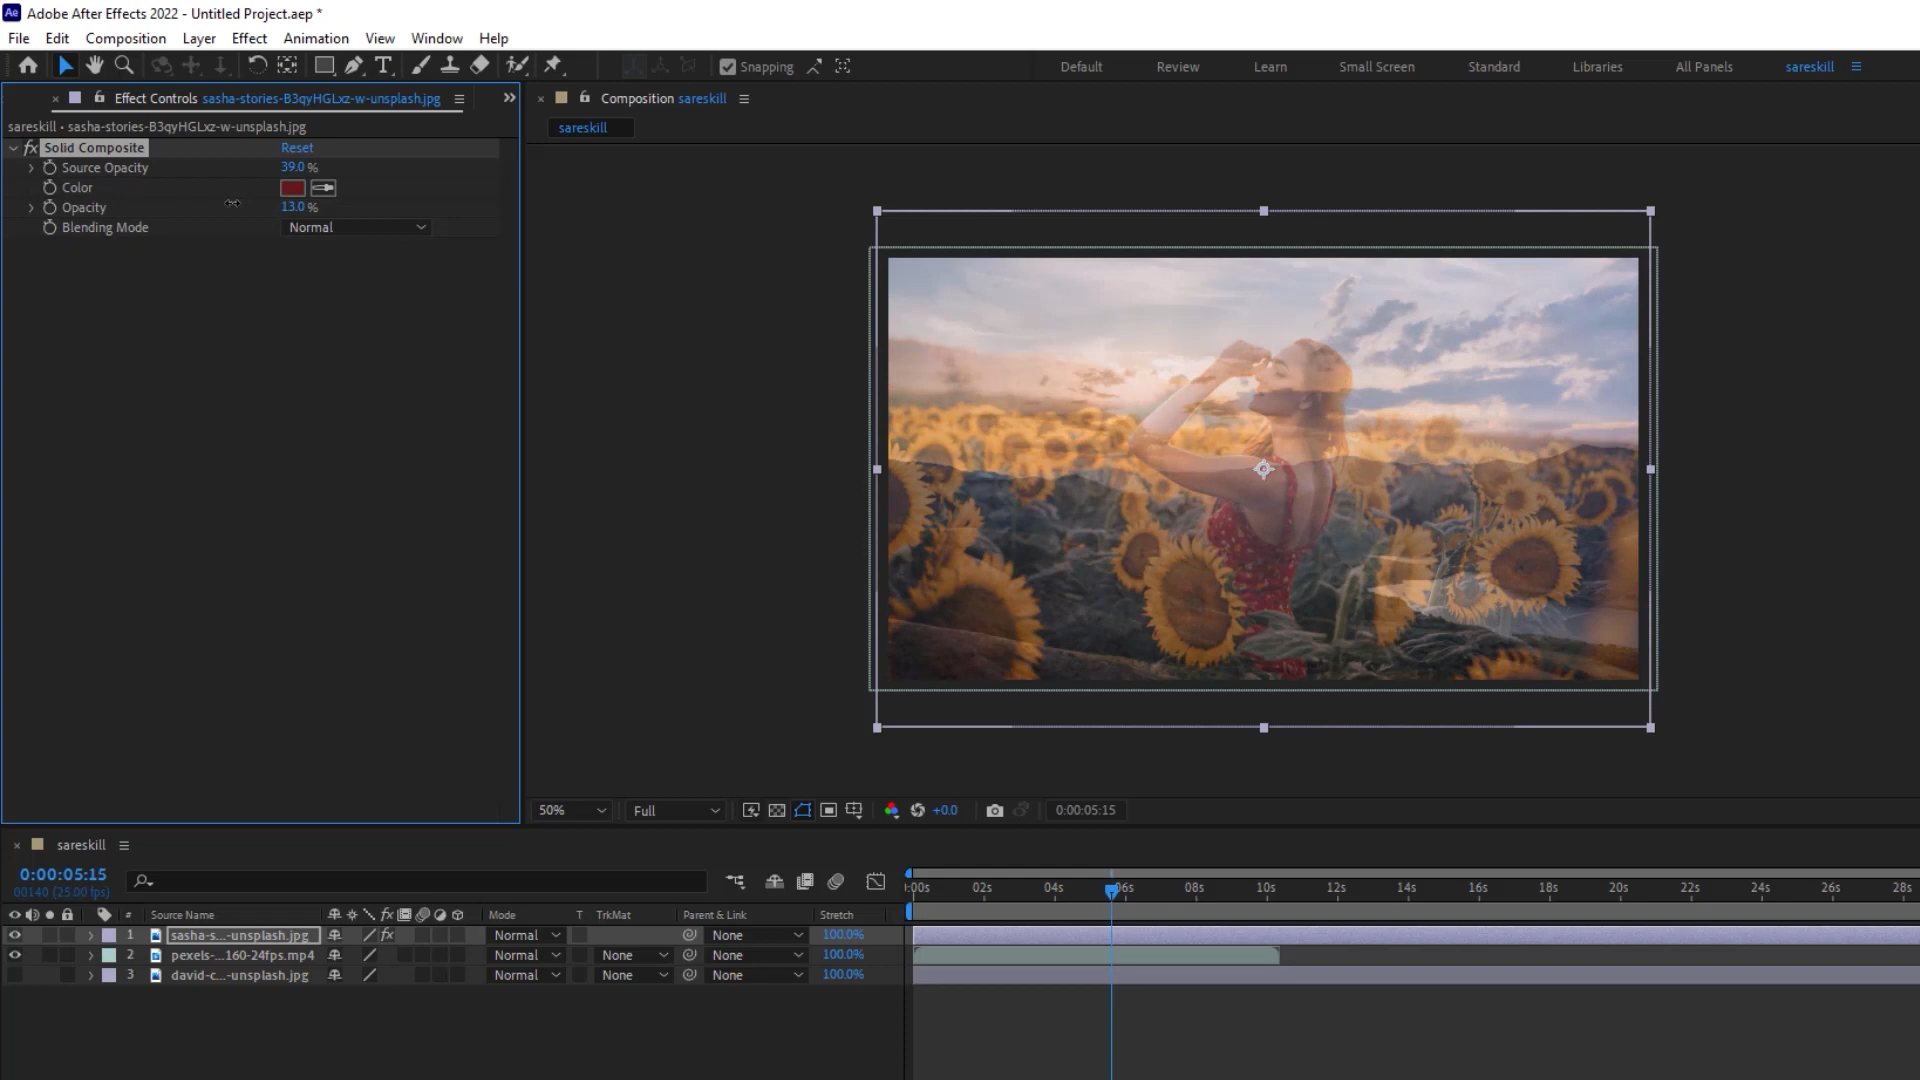 Ae Adobe After Effects 2022 - Untitled Project.aep *
File Edit Composition Layer Effect Animation View Window Help
Snapping Default Review Learn Small Screen Standard Libraries All Panels sareskill
Effect Controls sasha-stories-B3qyHGLxz-w-unsplash.jpg
Composition sareskill
sareskill • sasha-stories-B3qyHGLxz-w-unsplash.jpg
sareskill
fx Solid Composite Reset
Source Opacity 39.0 %
Color
Opacity 13.0 %
Blending Mode Normal
50% Full +0.0 0:00:05:15
sareskill
0:00:05:15
00140 (25.00 fps)
:00s 02s 04s 06s 08s 10s 12s 14s 16s 18s 20s 22s 24s 26s 28s
# Source Name fx Mode T TrkMat Parent & Link Stretch
1 sasha-s...-unsplash.jpg fx Normal None 100.0%
2 pexels-...160-24fps.mp4 Normal None None 100.0%
3 david-c...-unsplash.jpg Normal None None 100.0%